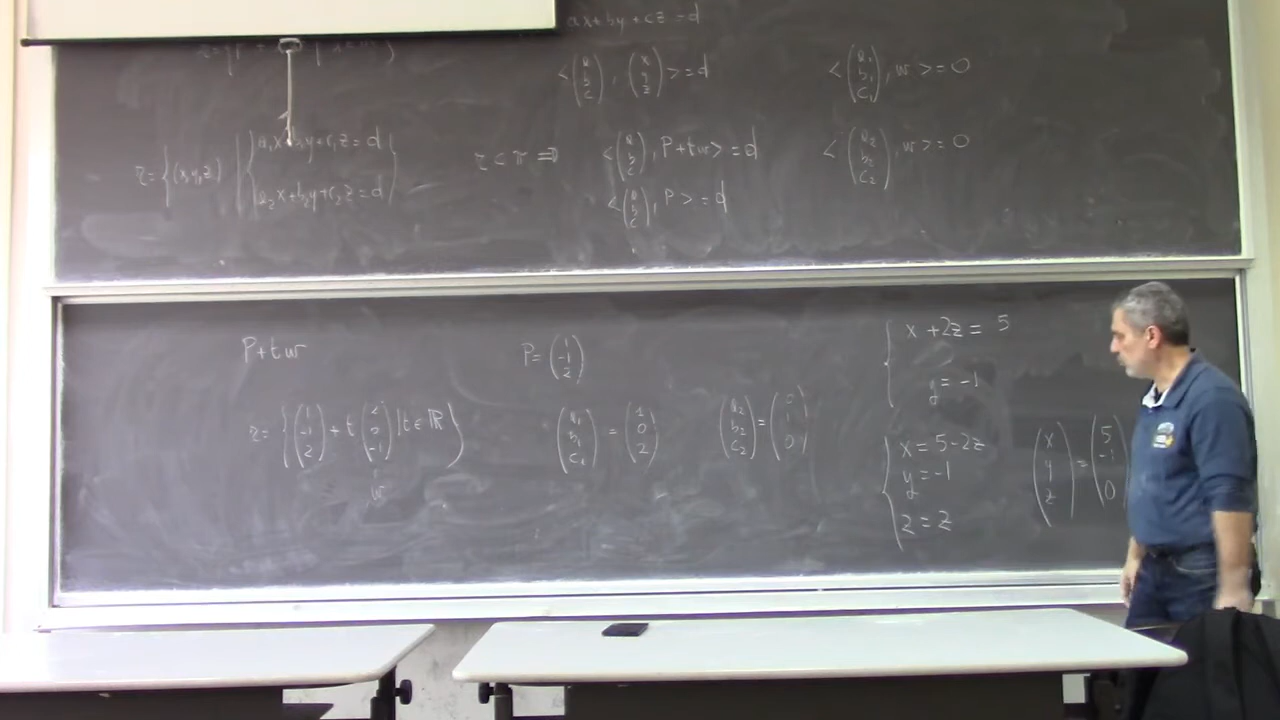 ax+by+cz=d
<(a b c), (x y z)>=d
<(a₁ b₁ c₁), w>=0
r={(x,y,z) | {a₁x+b₁y+c₁z=d
a₂x+b₂y+c₂z=d}
r⊂π ⇒ <(a b c), P+tw>=d
<(a₂ b₂ c₂), w>=0
<(a b c), P>=d
P+tw
P=(1 -1 2)
{x+2z=5
y=-1
r={(1 -1 2)+t(2 0 -1)|t∈ℝ}
w
(a₁ b₁ c₁)=(1 0 2)
(a₂ b₂ c₂)=(0 1 0)
{x=5-2z
y=-1
z=z
(x y z)=(5 -1 0)